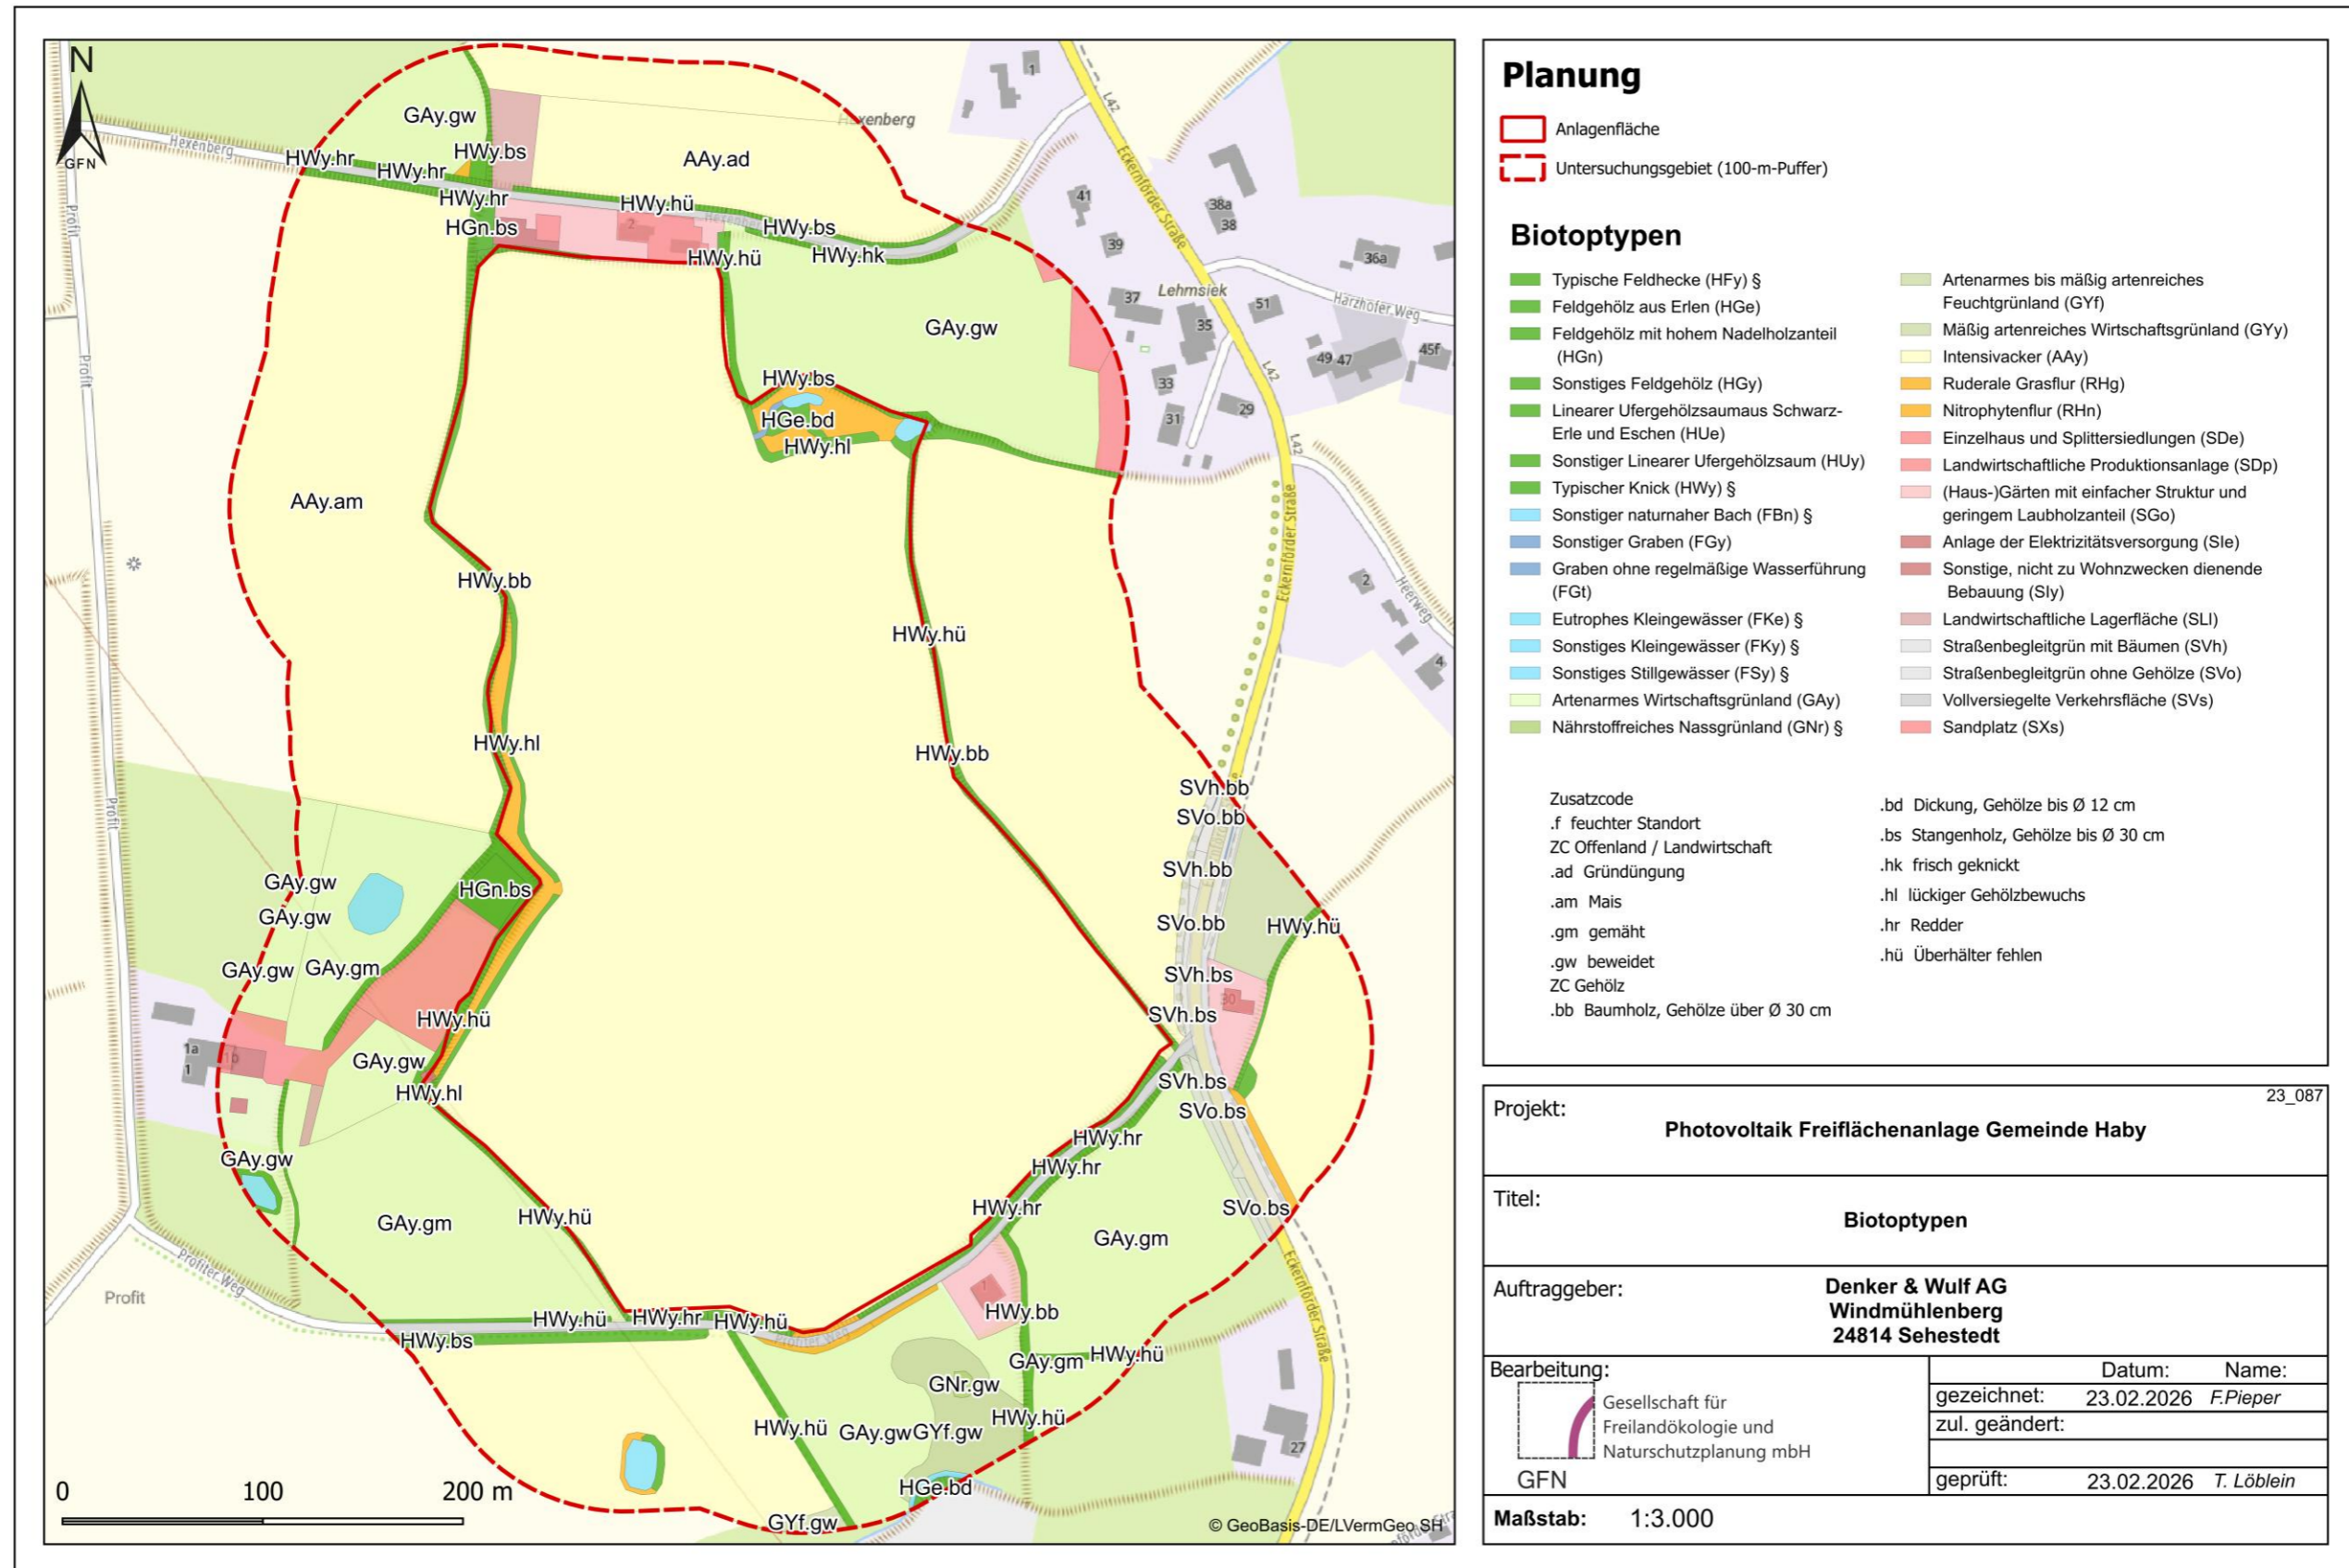 N
GFN
Hexenberg
GAy.gw
Hexenberg
HWy.hr
HWy.hr
HWy.bs
AAy.ad
HWy.hr
HWy.hü
HGn.bs
2
HWy.bs
HWy.hü
HWy.hk
1
L42
Eckernförder Straße
41
38a
38
39
36a
Lehmsiek
37
51
Harzhofer Weg
35
GAy.gw
49 47
45f
L42
33
29
31
L42
Profit
Profit
HWy.bs
HGe.bd
HWy.hl
AAy.am
Eckernförder Straße
HWy.bb
2
Heerweg
4
HWy.hü
HWy.hl
HWy.bb
SVh.bb
SVo.bb
Profit
SVh.bb
GAy.gw
HGn.bs
GAy.gw
SVo.bb
HWy.hü
GAy.gw
GAy.gm
SVh.bs
30
HWy.hü
SVh.bs
1a
1b
1
GAy.gw
HWy.hl
SVh.bs
SVo.bs
HWy.hr
GAy.gw
HWy.hr
HWy.hr
SVo.bs
GAy.gm
HWy.hü
GAy.gm
Profiter Weg
Profit
Eckernförder Straße
HWy.hü
HWy.hr
HWy.hü
HWy.bb
HWy.bs
Profiter Weg
GAy.gm
HWy.hü
GNr.gw
HWy.hü
GAy.gw
GYf.gw
HWy.hü
27
HGe.bd
GYf.gw
0 100 200 m
© GeoBasis-DE/LVermGeo SH
Planung
Anlagenfläche
Untersuchungsgebiet (100-m-Puffer)
Biotoptypen
Typische Feldhecke (HFy) §
Feldgehölz aus Erlen (HGe)
Feldgehölz mit hohem Nadelholzanteil
(HGn)
Sonstiges Feldgehölz (HGy)
Linearer Ufergehölzsaumaus Schwarz-
Erle und Eschen (HUe)
Sonstiger Linearer Ufergehölzsaum (HUy)
Typischer Knick (HWy) §
Sonstiger naturnaher Bach (FBn) §
Sonstiger Graben (FGy)
Graben ohne regelmäßige Wasserführung
(FGt)
Eutrophes Kleingewässer (FKe) §
Sonstiges Kleingewässer (FKy) §
Sonstiges Stillgewässer (FSy) §
Artenarmes Wirtschaftsgrünland (GAy)
Nährstoffreiches Nassgrünland (GNr) §
Artenarmes bis mäßig artenreiches
Feuchtgrünland (GYf)
Mäßig artenreiches Wirtschaftsgrünland (GYy)
Intensivacker (AAy)
Ruderale Grasflur (RHg)
Nitrophytenflur (RHn)
Einzelhaus und Splittersiedlungen (SDe)
Landwirtschaftliche Produktionsanlage (SDp)
(Haus-)Gärten mit einfacher Struktur und
geringem Laubholzanteil (SGo)
Anlage der Elektrizitätsversorgung (SIe)
Sonstige, nicht zu Wohnzwecken dienende
Bebauung (SIy)
Landwirtschaftliche Lagerfläche (SLl)
Straßenbegleitgrün mit Bäumen (SVh)
Straßenbegleitgrün ohne Gehölze (SVo)
Vollversiegelte Verkehrsfläche (SVs)
Sandplatz (SXs)
Zusatzcode
.f feuchter Standort
ZC Offenland / Landwirtschaft
.ad Gründüngung
.am Mais
.gm gemäht
.gw beweidet
ZC Gehölz
.bb Baumholz, Gehölze über Ø 30 cm
.bd Dickung, Gehölze bis Ø 12 cm
.bs Stangenholz, Gehölze bis Ø 30 cm
.hk frisch geknickt
.hl lückiger Gehölzbewuchs
.hr Redder
.hü Überhälter fehlen
Projekt:
23_087
Photovoltaik Freiflächenanlage Gemeinde Haby
Titel:
Biotoptypen
Auftraggeber:
Denker & Wulf AG
Windmühlenberg
24814 Sehestedt
Bearbeitung:
Gesellschaft für
Freilandökologie und
Naturschutzplanung mbH
GFN
Datum: Name:
gezeichnet: 23.02.2026 F.Pieper
zul. geändert:
geprüft: 23.02.2026 T. Löblein
Maßstab: 1:3.000